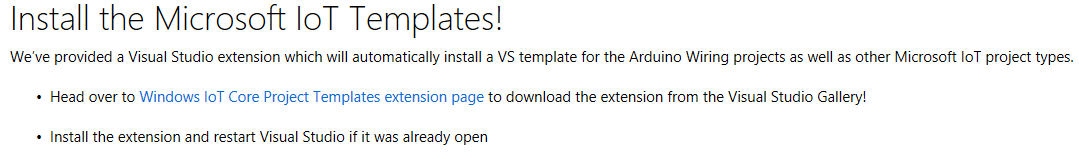 Install the Microsoft IoT Templates!
We've provided a Visual Studio extension which will automatically install a VS template for the Arduino Wiring projects as well as other Microsoft IoT project types.
• Head over to Windows IoT Core Project Templates extension page to download the extension from the Visual Studio Gallery!
• Install the extension and restart Visual Studio if it was already open